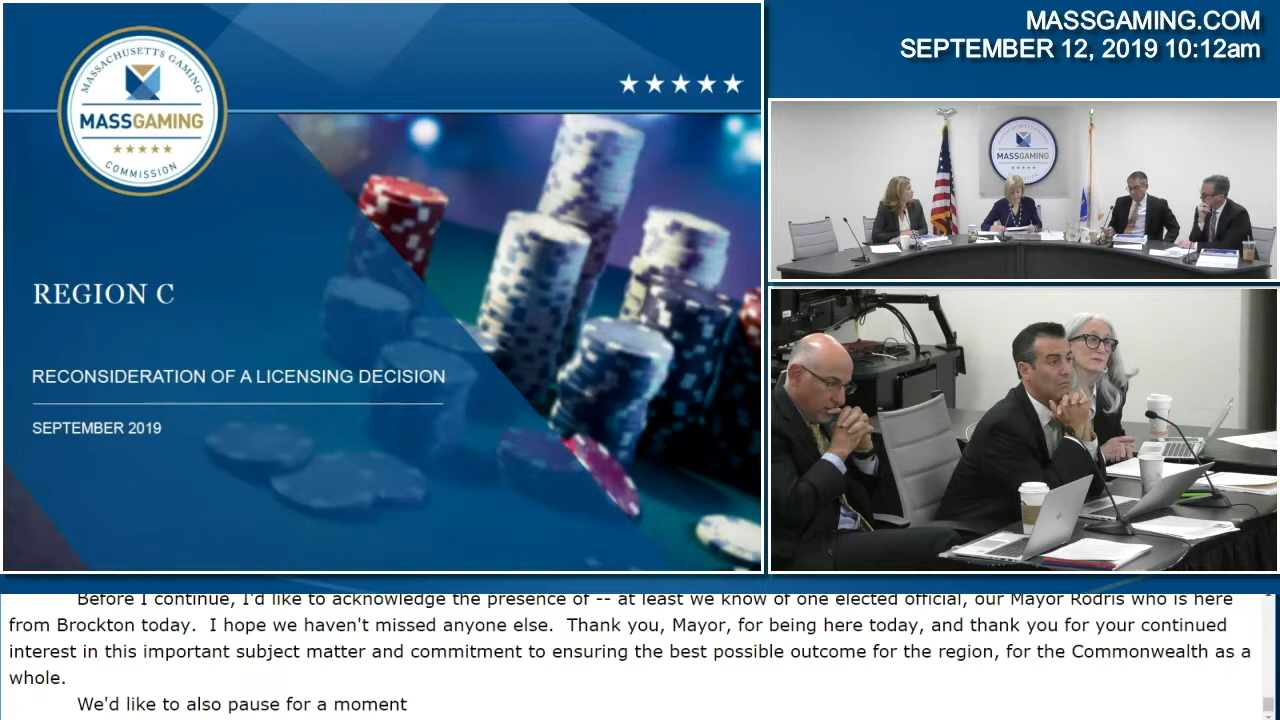 MASSGAMING.COM
SEPTEMBER 12, 2019 10:12am
MASSACHUSETTS GAMING
MASSGAMING
COMMISSION
REGION C
RECONSIDERATION OF A LICENSING DECISION
SEPTEMBER 2019
MASSGAMING
Before I continue, I'd like to acknowledge the presence of -- at least we know of one elected official, our Mayor Rodris who is here
from Brockton today.  I hope we haven't missed anyone else.  Thank you, Mayor, for being here today, and thank you for your continued
interest in this important subject matter and commitment to ensuring the best possible outcome for the region, for the Commonwealth as a
whole.
We'd like to also pause for a moment